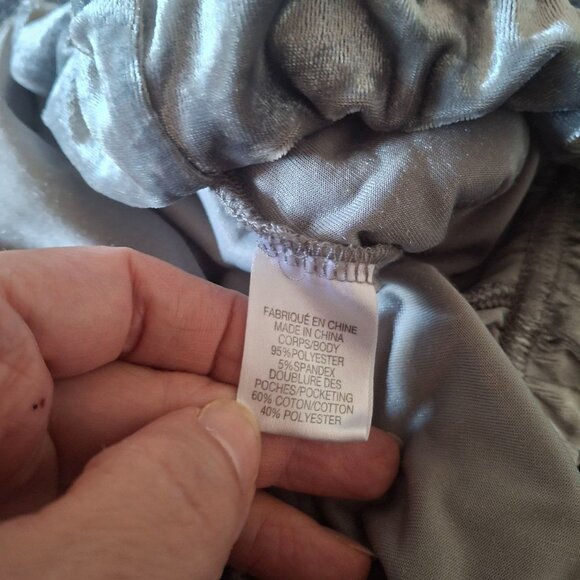 FABRIQUÉ EN CHINE
MADE IN CHINA
CORPS/BODY
95%POLYESTER
5%SPANDEX
DOUBLURE DES
POCHES/POCKETING
60% COTON/COTTON
40% POLYESTER